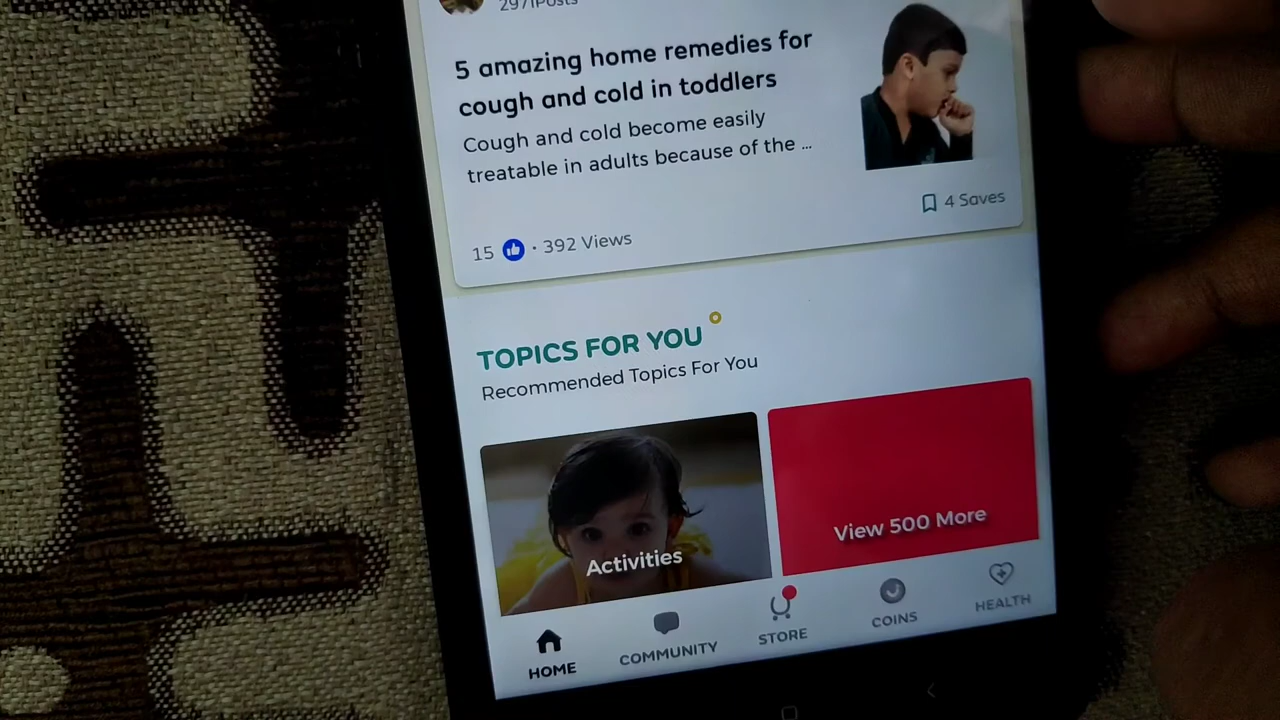 2971Posts
5 amazing home remedies for
cough and cold in toddlers
Cough and cold become easily
treatable in adults because of the ...
4 Saves
15 · 392 Views
TOPICS FOR YOU
Recommended Topics For You
Activities
View 500 More
HOME
COMMUNITY
STORE
COINS
HEALTH